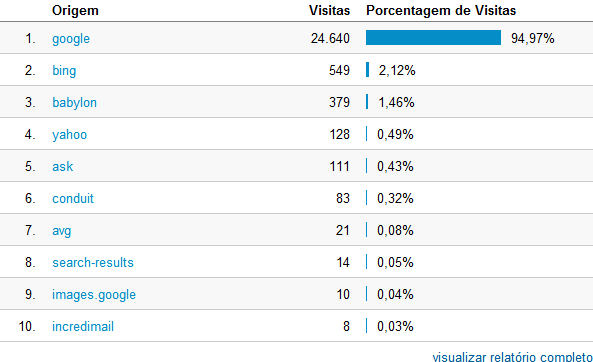 Origem Visitas Porcentagem de Visitas
1. google 24.640 94,97%
2. bing 549 2,12%
3. babylon 379 1,46%
4. yahoo 128 0,49%
5. ask 111 0,43%
6. conduit 83 0,32%
7. avg 21 0,08%
8. search-results 14 0,05%
9. images.google 10 0,04%
10. incredimail 8 0,03%
visualizar relatório completo